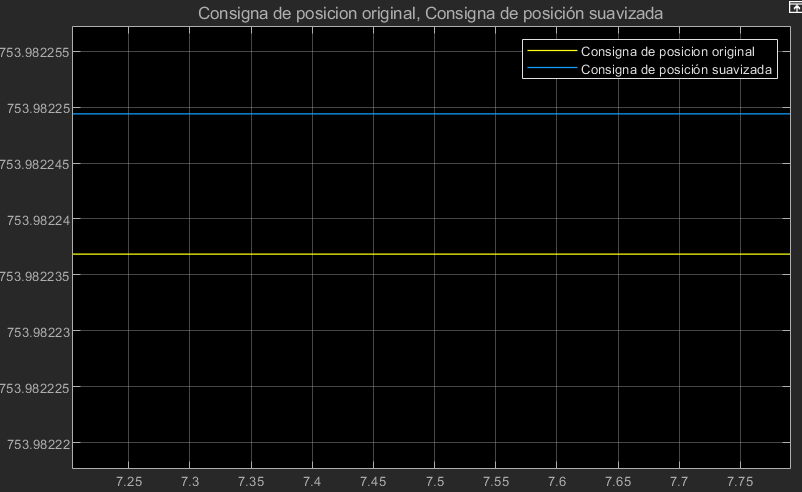 Consigna de posicion original, Consigna de posición suavizada
Consigna de posicion original
Consigna de posición suavizada
753.982255
753.98225
753.982245
753.98224
753.982235
753.98223
753.982225
753.98222
7.25 7.3 7.35 7.4 7.45 7.5 7.55 7.6 7.65 7.7 7.75